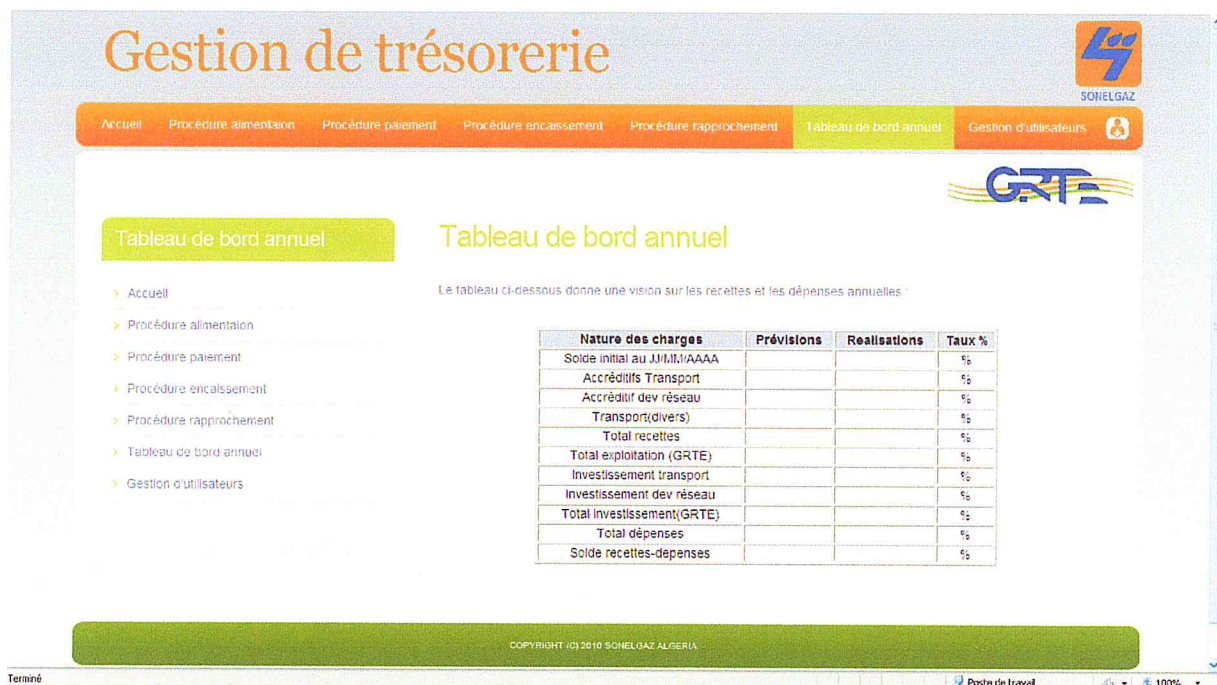 Gestion de trésorerie
SONELGAZ
Accueil Procédure alimentaion Procédure paiement Procédure encaissement Procédure rapprochement Tableau de bord annuel Gestion d'utilisateurs
GRTE
Tableau de bord annuel
> Accueil
> Procédure alimentaion
> Procédure paiement
> Procédure encaissement
> Procédure rapprochement
> Tableau de bord annuel
> Gestion d'utilisateurs
Tableau de bord annuel
Le tableau ci-dessous donne une vision sur les recettes et les dépenses annuelles :
Nature des charges Prévisions Realisations Taux %
Solde initial au JJ/MM/AAAA %
Accréditifs Transport %
Accréditif dev réseau %
Transport(divers) %
Total recettes %
Total exploitation (GRTE) %
Investissement transport %
Investissement dev réseau %
Total investissement(GRTE) %
Total dépenses %
Solde recettes-depenses %
COPYRIGHT (C) 2010 SONELGAZ ALGERIA
Terminé Poste de travail 100%